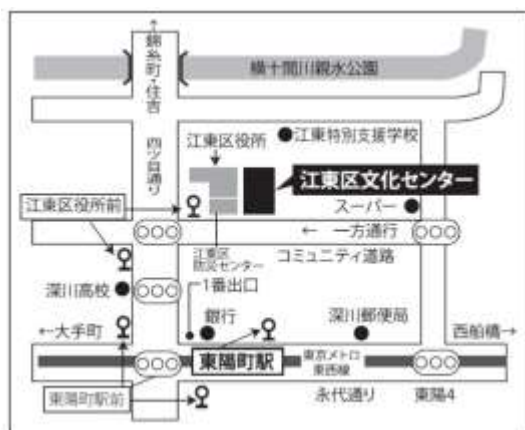 ↑錦糸町・住吉
横十間川親水公園
四ツ目通り
江東区役所
江東特別支援学校
江東区文化センター
江東区役所前
スーパー
← 一方通行
江東区
防災センター
コミュニティ道路
深川高校
1番出口
←大手町
銀行
深川郵便局
西船橋→
東陽町駅
東京メトロ
東西線
東陽町駅前
永代通り
東陽4